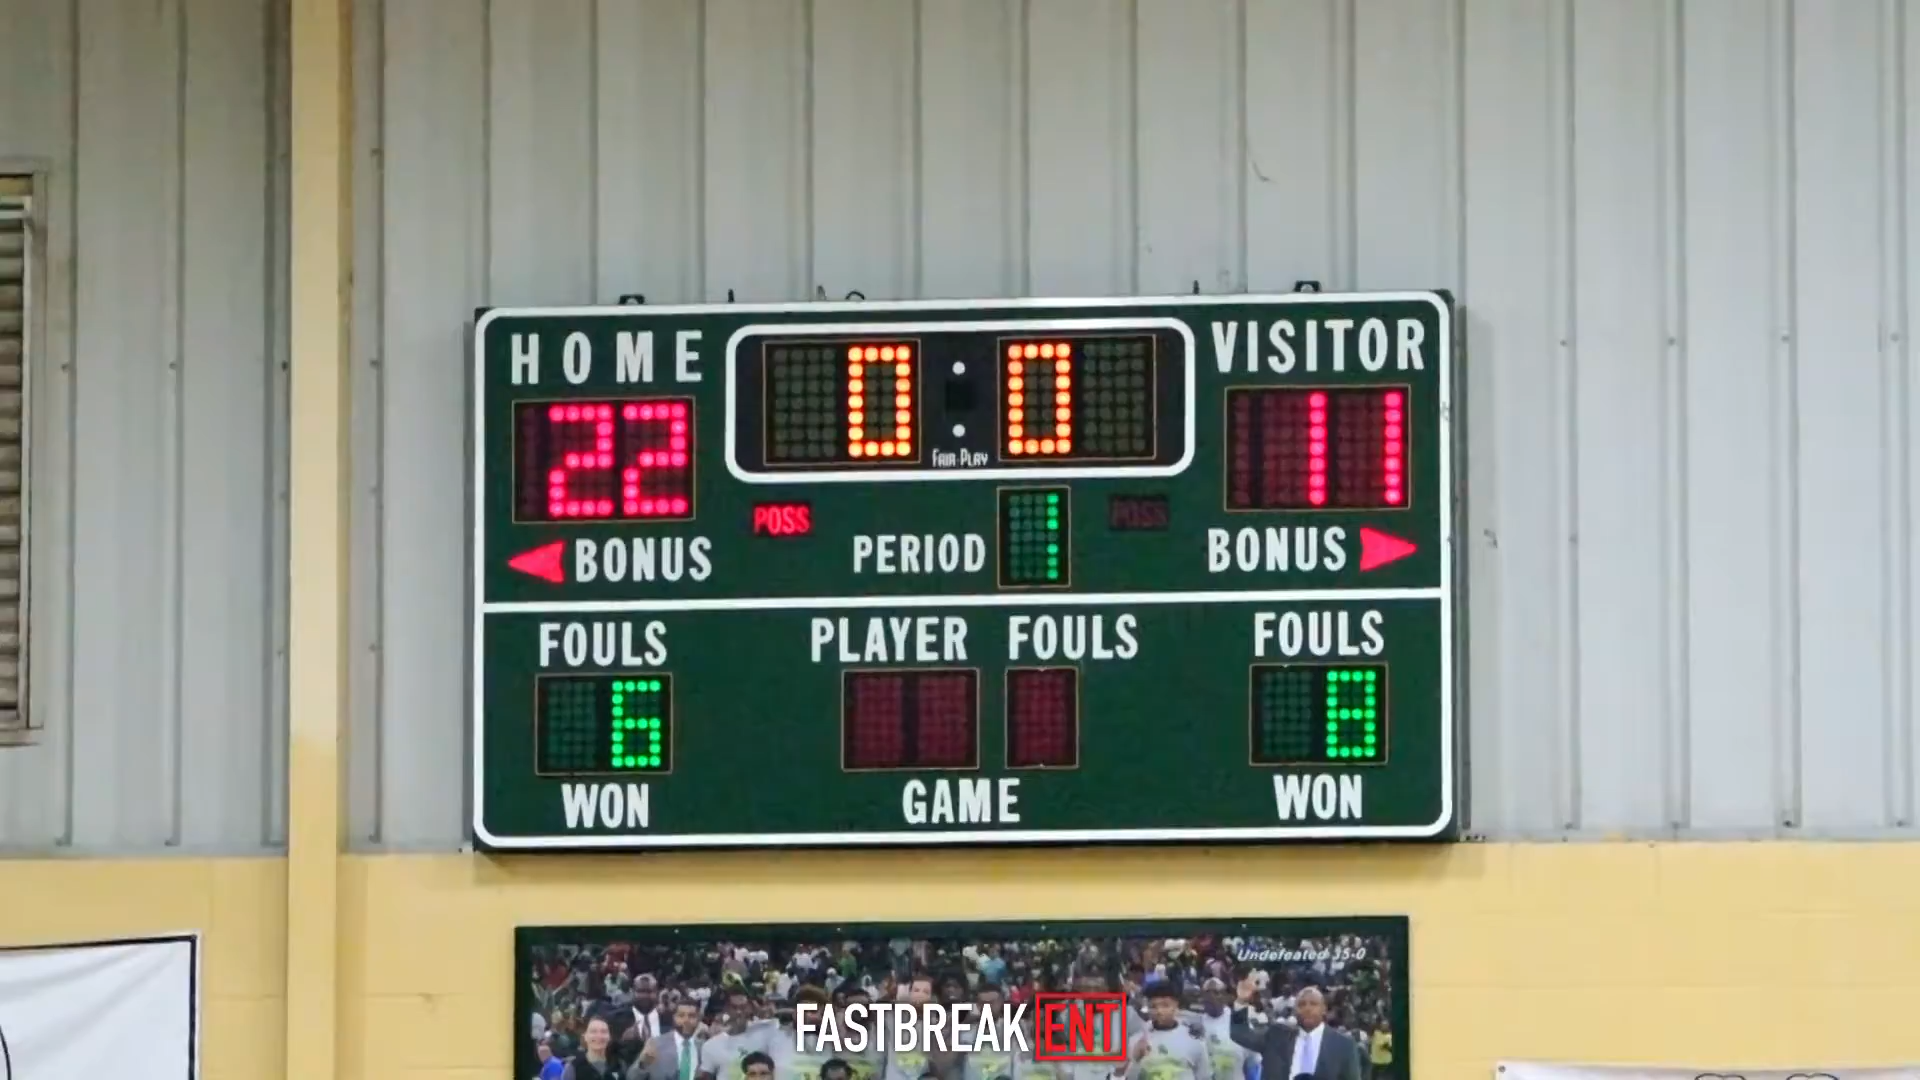 HOME
0:0
VISITOR
22
FAIR-PLAY
11
POSS
POSS
BONUS
PERIOD 1
BONUS
FOULS
PLAYER FOULS
FOULS
6
8
WON
GAME
WON
Undefeated 35-0
FASTBREAK ENT